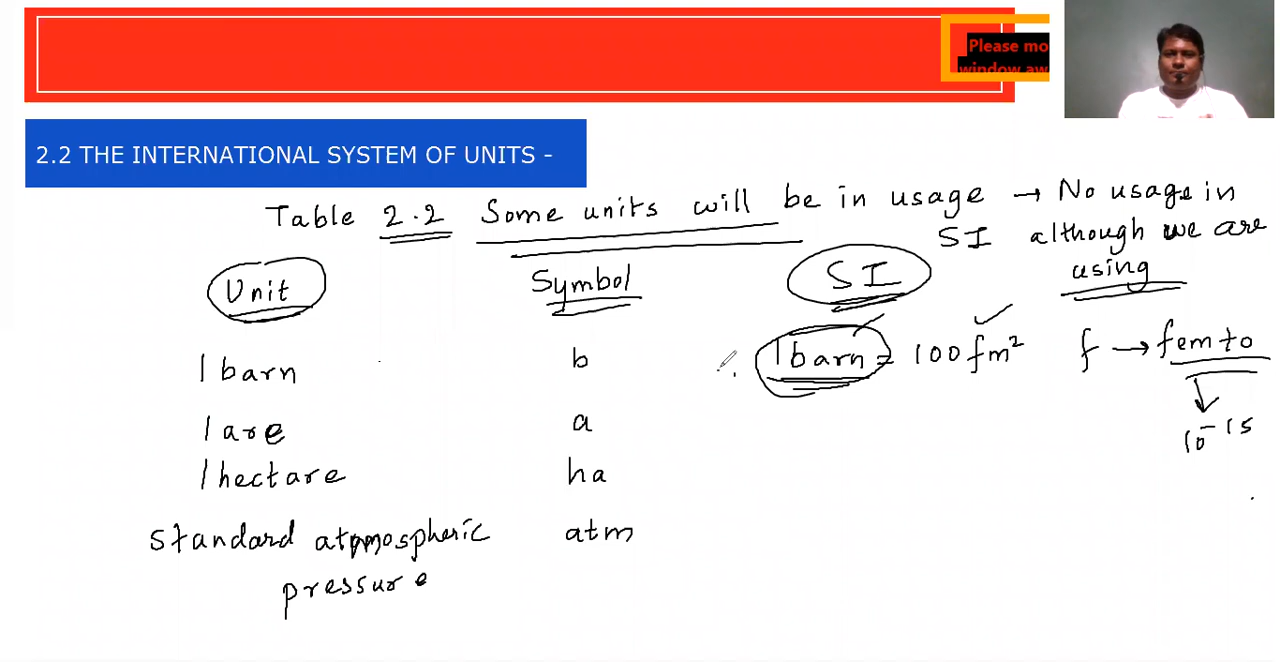 Please mo
window aw
2.2 THE INTERNATIONAL SYSTEM OF UNITS -
Table 2.2 Some units will be in usage → No usage in
SI although we are
using
Unit Symbol SI
1 barn b 1 barn = 100 fm² f → femto
10⁻¹⁵
1 are a
1 hectare ha
standard atmospheric atm
pressure